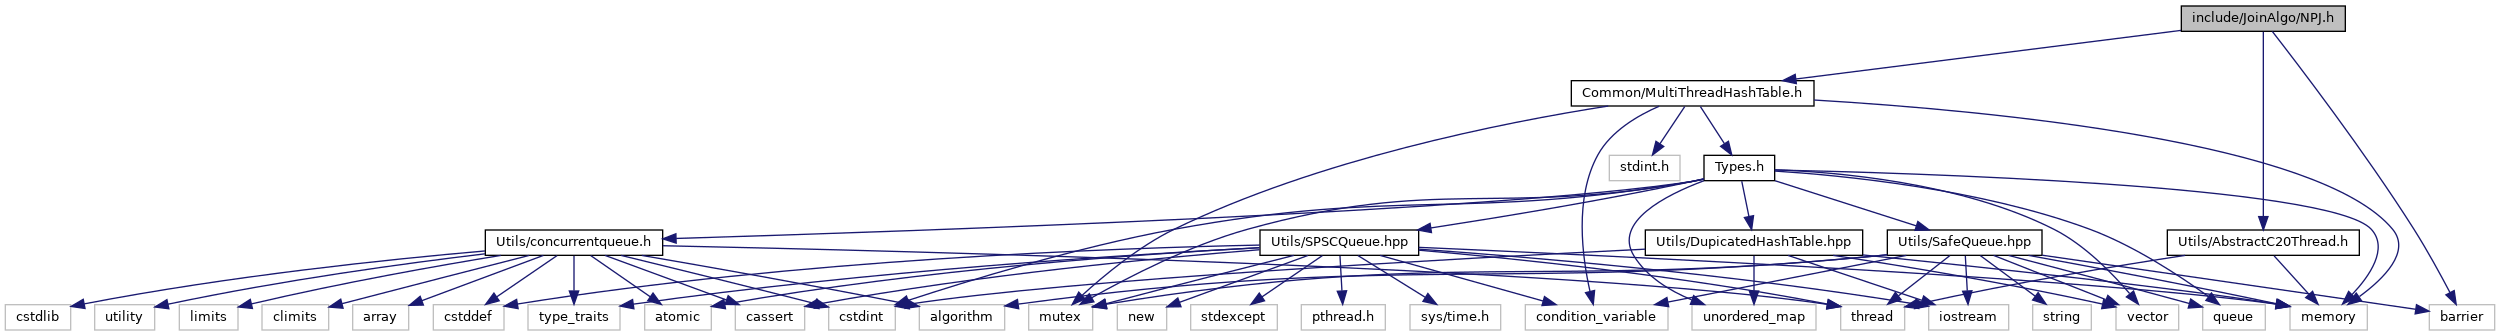 include/JoinAlgo/NPJ.h
Common/MultiThreadHashTable.h
stdint.h
Types.h
Utils/concurrentqueue.h
Utils/SPSCQueue.hpp
Utils/DupicatedHashTable.hpp
Utils/SafeQueue.hpp
Utils/AbstractC20Thread.h
cstdlib
utility
limits
climits
array
cstddef
type_traits
atomic
cassert
cstdint
algorithm
mutex
new
stdexcept
pthread.h
sys/time.h
condition_variable
unordered_map
thread
iostream
string
vector
queue
memory
barrier